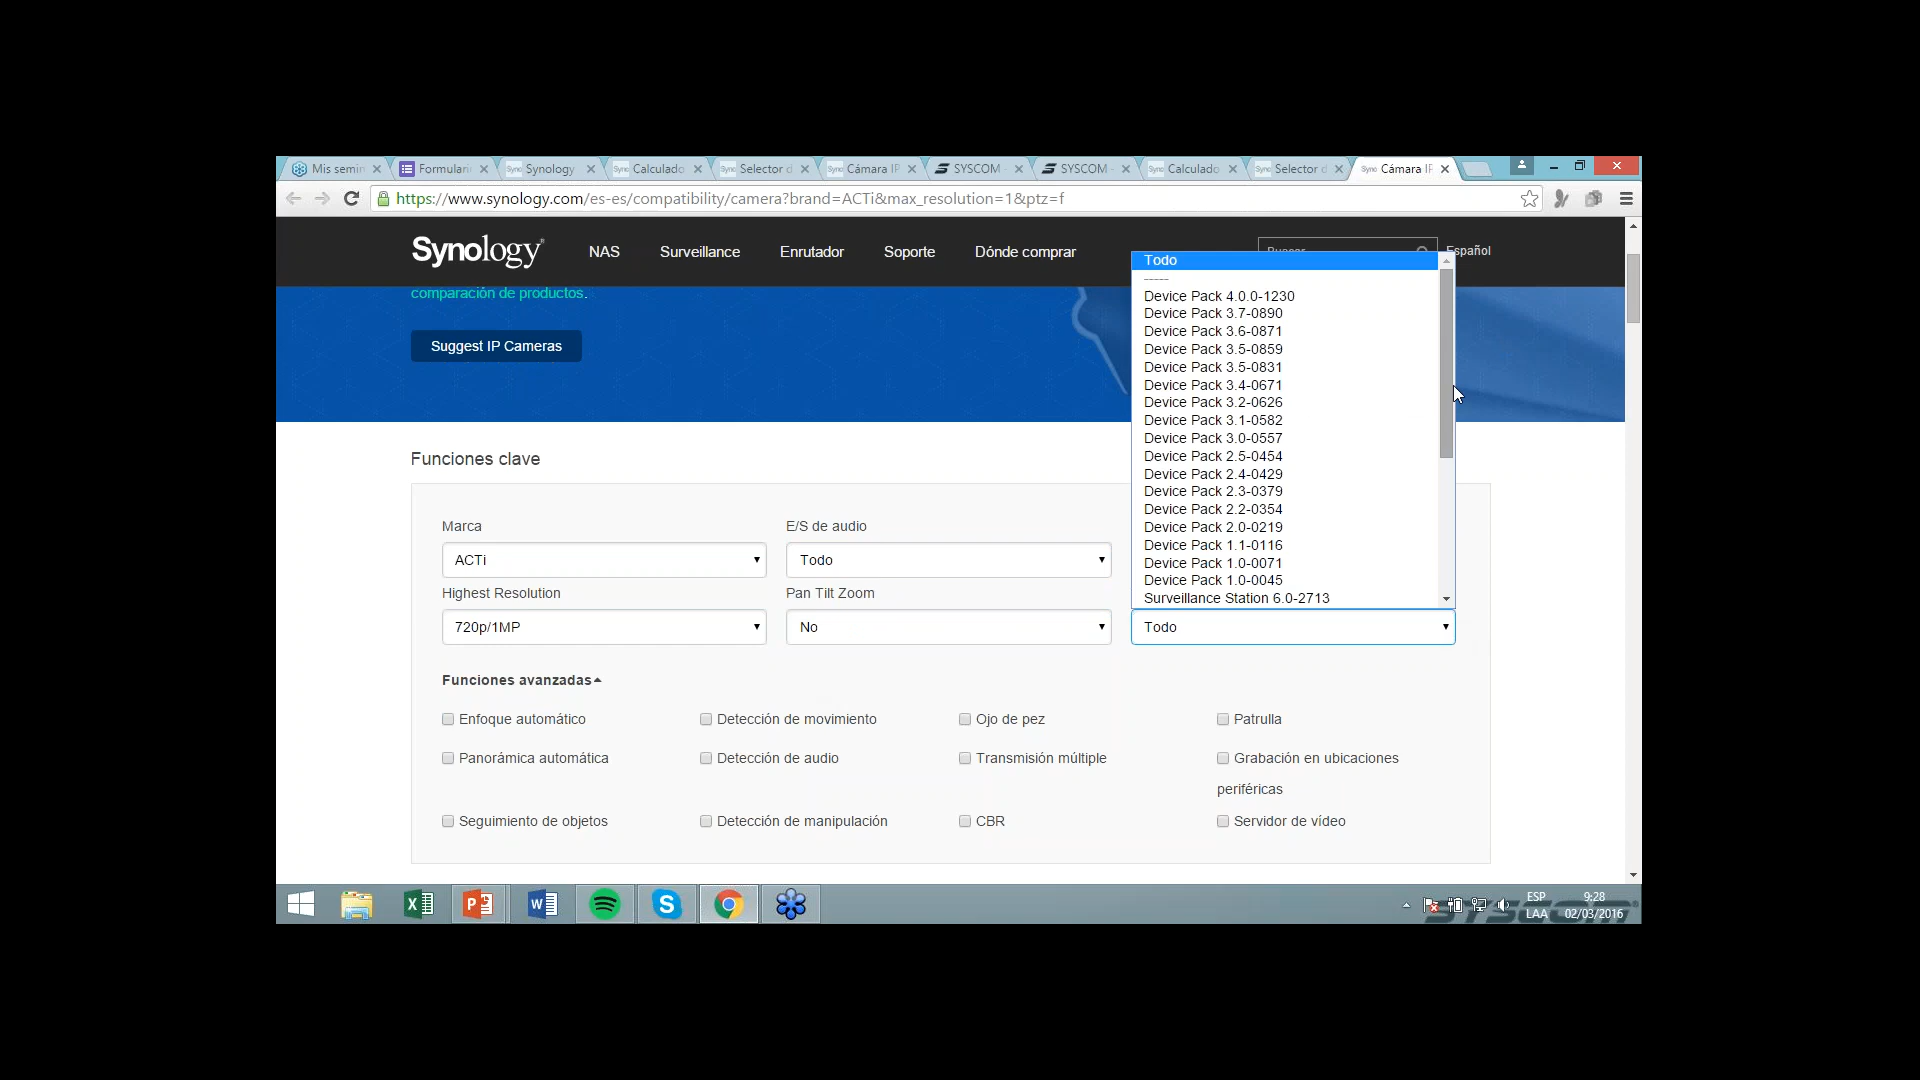 Mis semin
Formular
Synology
Calculado
Selector d
Cámara IP
SYSCOM
SYSCOM -
Calculado
Selector d
Cámara IP
https://www.synology.com/es-es/compatibility/camera?brand=ACTi&max_resolution=1&ptz=f
Synology
NAS
Surveillance
Enrutador
Soporte
Dónde comprar
Español
comparación de productos.
Suggest IP Cameras
Todo
-----
Device Pack 4.0.0-1230
Device Pack 3.7-0890
Device Pack 3.6-0871
Device Pack 3.5-0859
Device Pack 3.5-0831
Device Pack 3.4-0671
Device Pack 3.2-0626
Device Pack 3.1-0582
Device Pack 3.0-0557
Device Pack 2.5-0454
Device Pack 2.4-0429
Device Pack 2.3-0379
Device Pack 2.2-0354
Device Pack 2.0-0219
Device Pack 1.1-0116
Device Pack 1.0-0071
Device Pack 1.0-0045
Surveillance Station 6.0-2713
Funciones clave
Marca
E/S de audio
ACTi
Todo
Highest Resolution
Pan Tilt Zoom
720p/1MP
No
Todo
Funciones avanzadas
Enfoque automático
Detección de movimiento
Ojo de pez
Patrulla
Panorámica automática
Detección de audio
Transmisión múltiple
Grabación en ubicaciones
periféricas
Seguimiento de objetos
Detección de manipulación
CBR
Servidor de vídeo
ESP
LAA
9:28
02/03/2016
SYSCOM